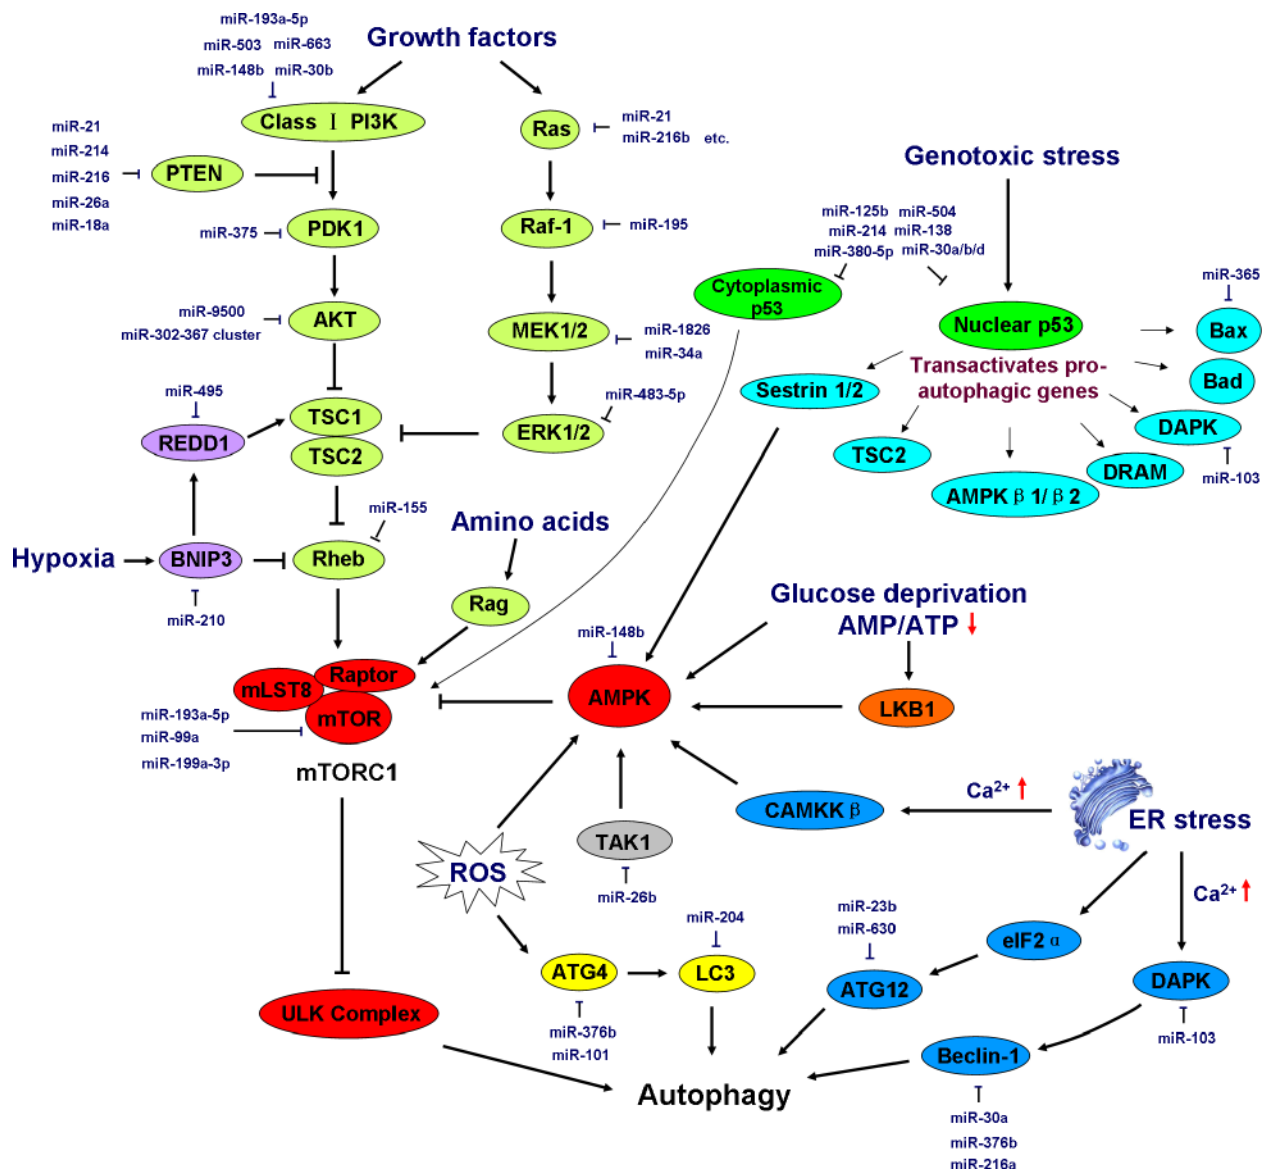 miR-193a-5p
miR-503 miR-663
miR-148b miR-30b
Growth factors
Class I PI3K
miR-21
miR-214
miR-216
miR-26a
miR-18a
PTEN
Ras
miR-21
miR-216b etc.
Genotoxic stress
miR-375
PDK1
Raf-1
miR-195
miR-125b miR-504
miR-214 miR-138
miR-380-5p miR-30a/b/d
miR-9500
miR-302-367 cluster
AKT
MEK1/2
miR-1826
miR-34a
Cytoplasmic
p53
Nuclear p53
miR-365
Bax
Transactivates pro-
autophagic genes
Bad
miR-495
REDD1
TSC1
TSC2
miR-483-5p
ERK1/2
Sestrin 1/2
TSC2
AMPK β1/β2
DRAM
DAPK
miR-103
Hypoxia
BNIP3
miR-210
Rheb
miR-155
Amino acids
Rag
Glucose deprivation
AMP/ATP
miR-148b
AMPK
LKB1
mLST8
Raptor
mTOR
miR-193a-5p
miR-99a
miR-199a-3p
mTORC1
CAMKK β
Ca2+
ER stress
TAK1
miR-26b
ROS
Ca2+
miR-204
miR-23b
miR-630
eIF2 α
ATG4
LC3
ATG12
DAPK
miR-103
miR-376b
miR-101
ULK Complex
Beclin-1
Autophagy
miR-30a
miR-376b
miR-216a